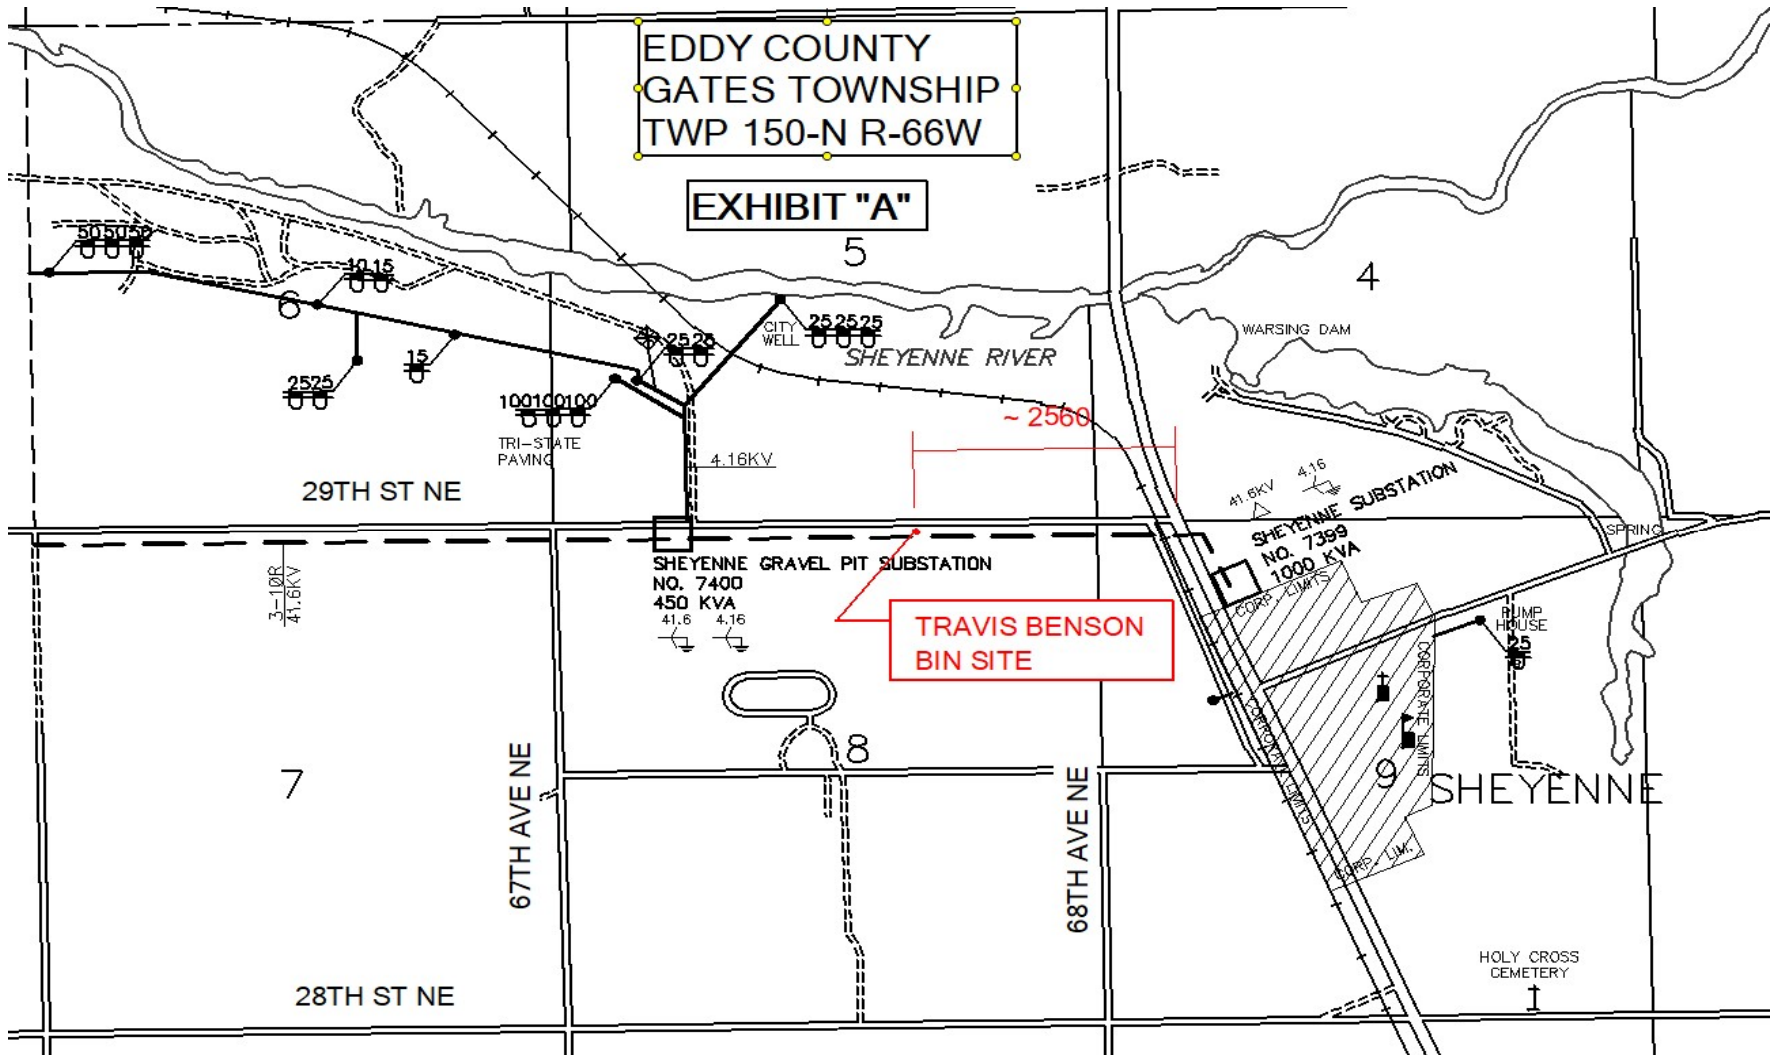 EDDY COUNTY
GATES TOWNSHIP
TWP 150-N R-66W
EXHIBIT "A"
5
4
50 50 50
10 15
6
CITY
WELL
25 25 25
25 25
WARSING DAM
SHEYENNE RIVER
15
2525
100100100
TRI-STATE
PAVING
~ 2560
4.16KV
29TH ST NE
41.6KV
4.16
SHEYENNE SUBSTATION
NO. 7399
1000 KVA
CORP. LIMITS
SPRING
SHEYENNE GRAVEL PIT SUBSTATION
NO. 7400
450 KVA
41.6
4.16
3-10R
41.6KV
TRAVIS BENSON
BIN SITE
PUMP
HOUSE
25
CORPORATE LIMITS
CORPORATE LIMITS
7
8
9
SHEYENNE
67TH AVE NE
68TH AVE NE
CORP. LIM.
HOLY CROSS
CEMETERY
28TH ST NE